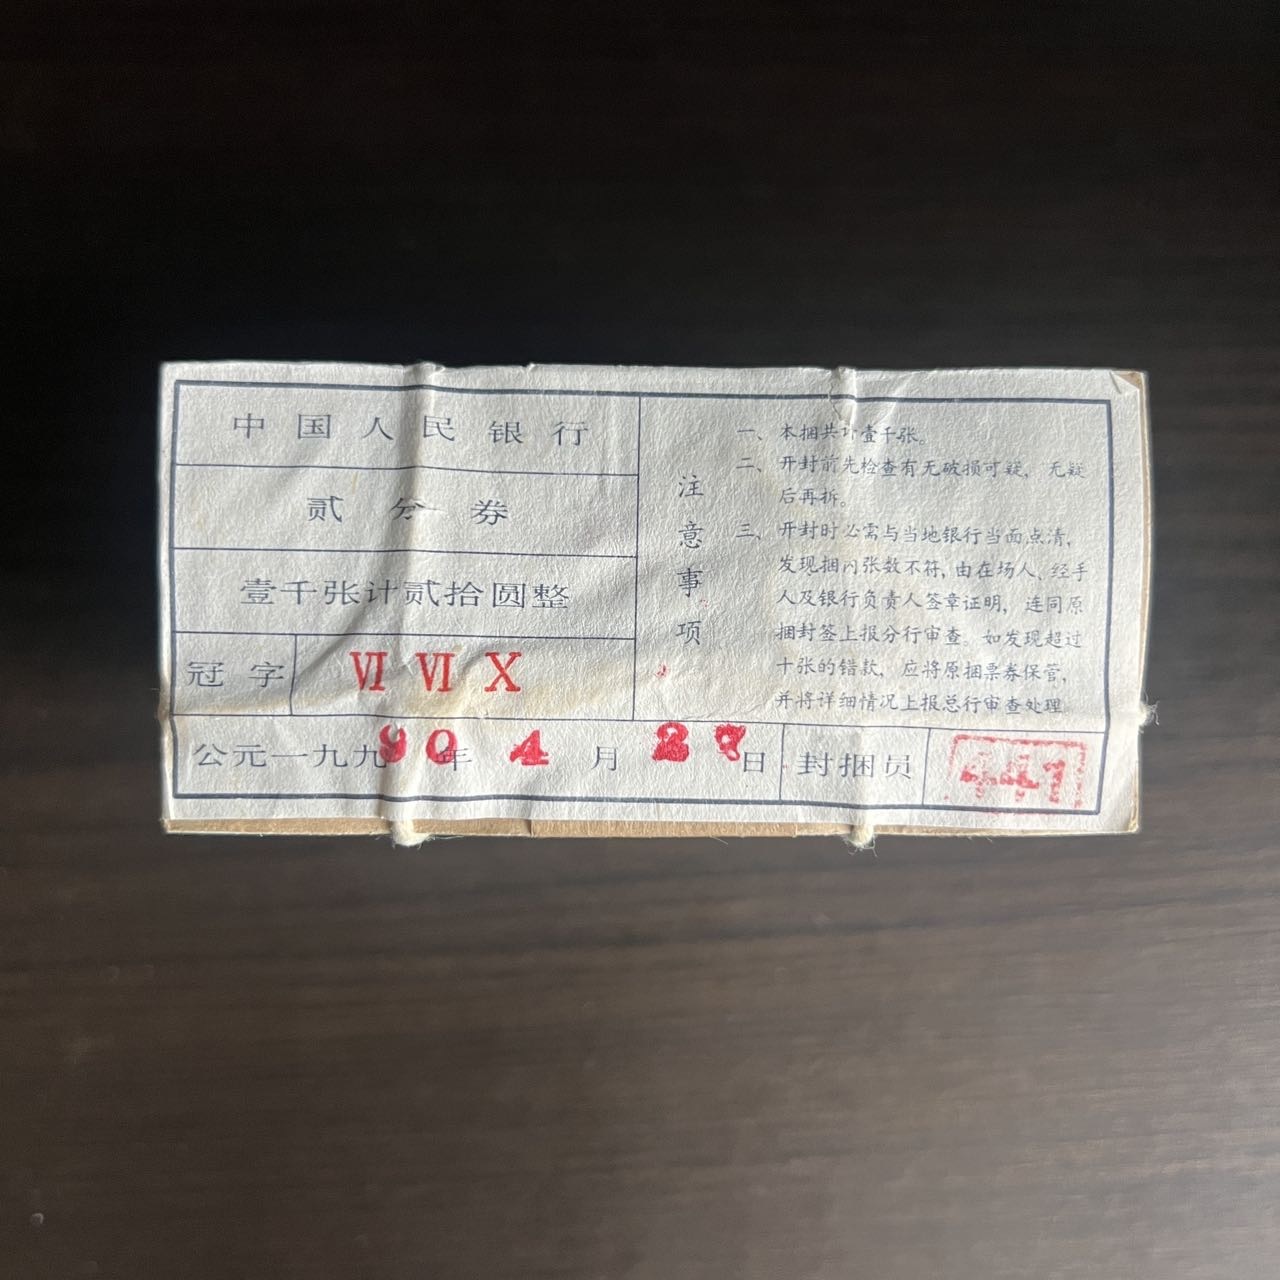 中国人民银行
贰分券
壹千张计贰拾圆整
冠字 VI VI X
公元一九九90年 4月 27日 封捆员 441
注意事项
一、本捆共计壹千张。
二、开封前先检查有无破损可疑，无疑
后再拆。
三、开封时必需与当地银行当面点清，
发现捆内张数不符，由在场人、经手
人及银行负责人签章证明，连同原
捆封签上报分行审查。如发现超过
十张的错款，应将原捆票券保管，
并将详细情况上报总行审查处理。